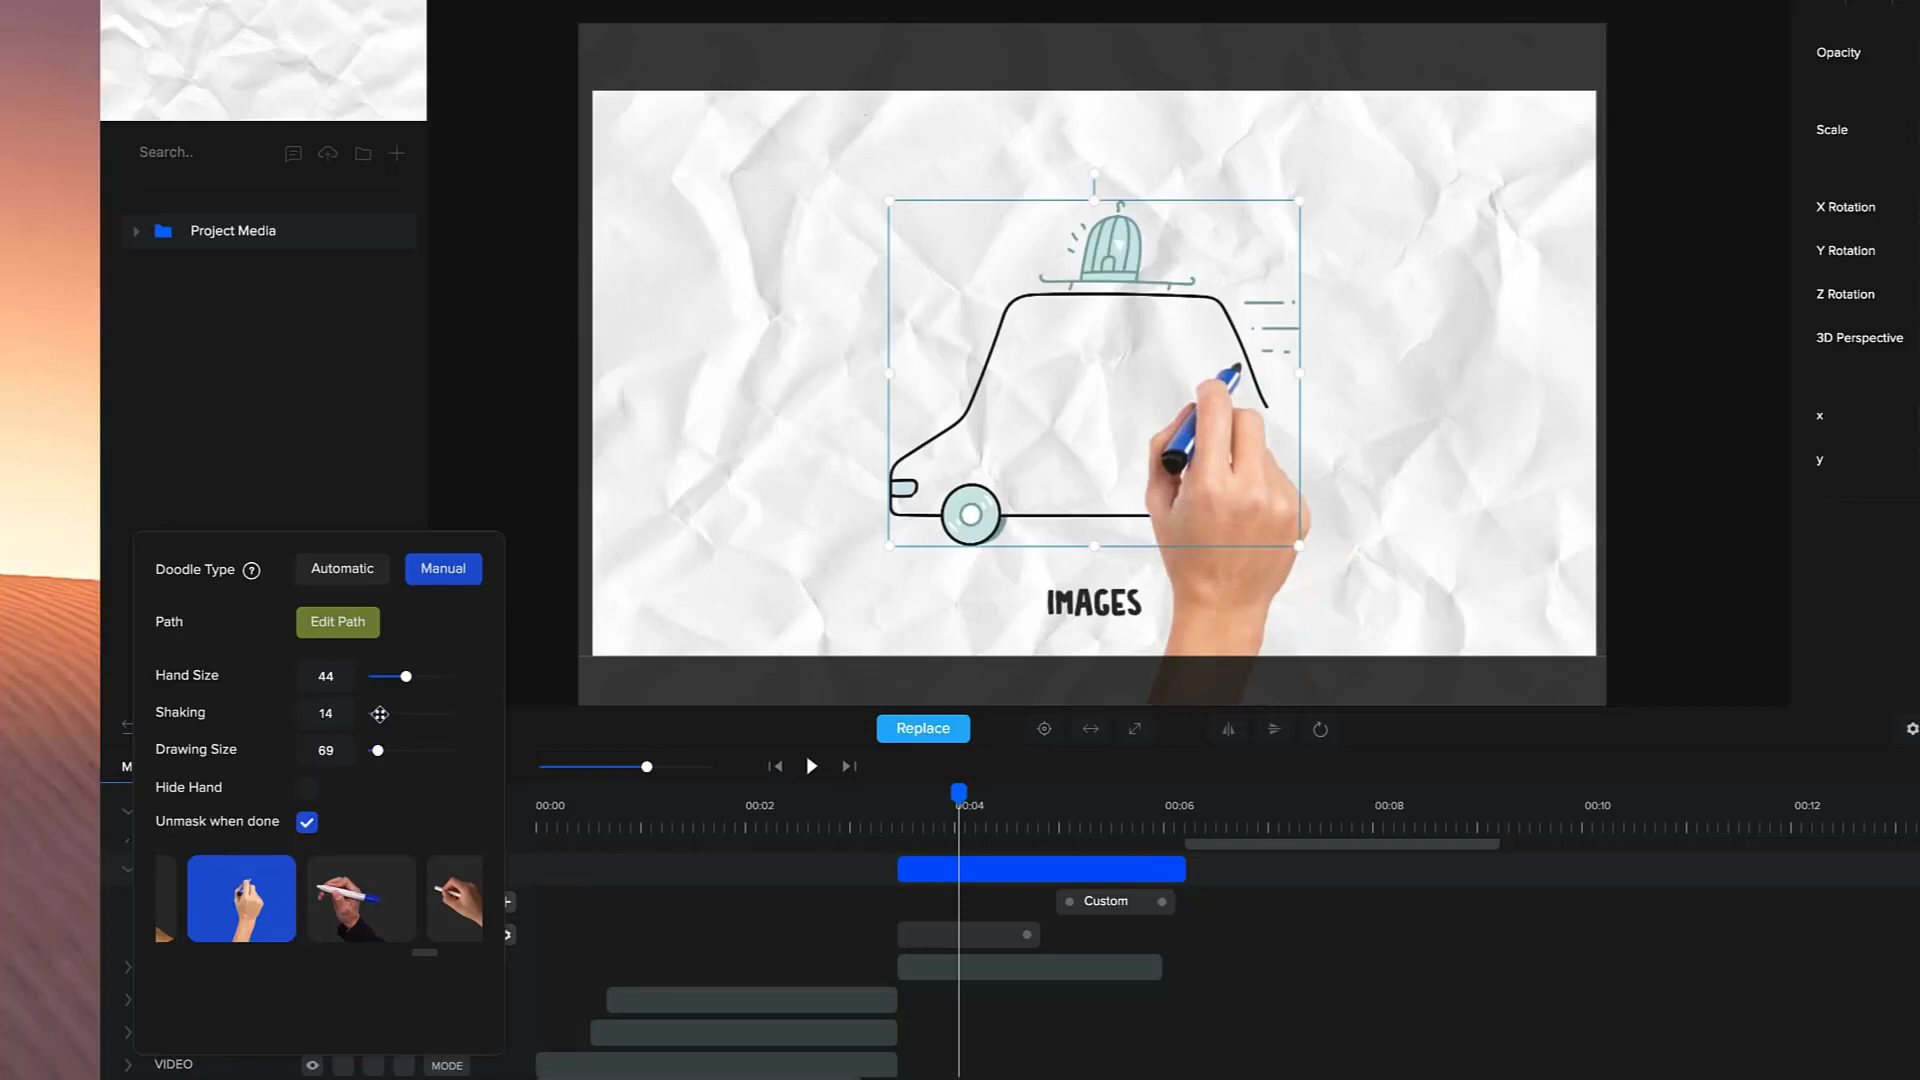 Opacity
Search..
Scale
Project Media
X Rotation
Y Rotation
Z Rotation
3D Perspective
x
y
Doodle Type ? Automatic Manual
Path Edit Path
IMAGES
Hand Size 44
Shaking 14
Replace
Drawing Size 69
M
Hide Hand
00:00 00:02 00:04 00:06 00:08 00:10 00:12
Unmask when done
Custom
VIDEO MODE